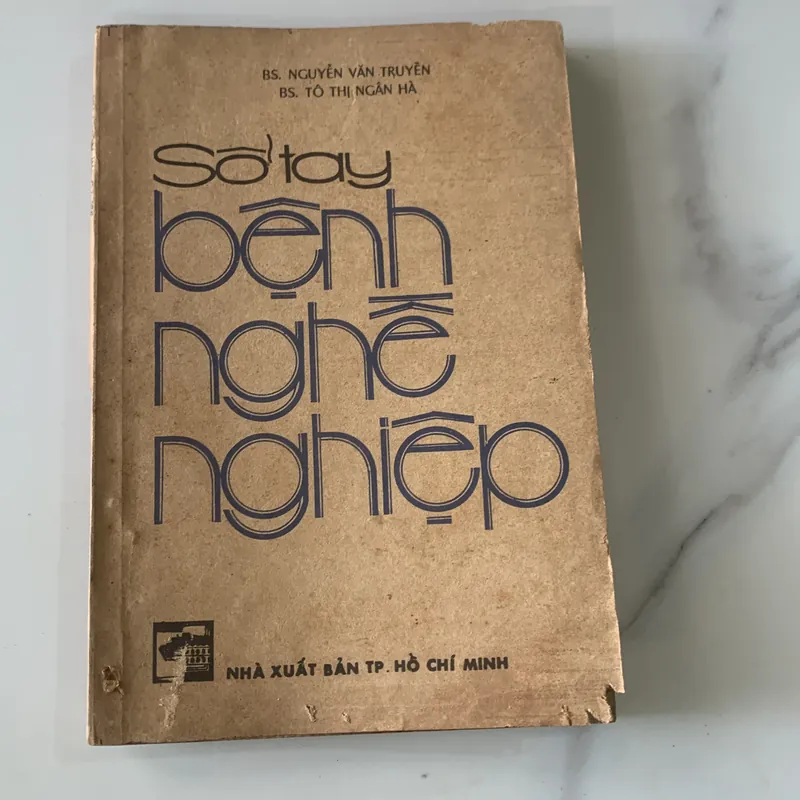 BS. NGUYỄN VĂN TRUYỀN
BS. TÔ THỊ NGÂN HÀ
Sổ tay
bệnh
nghề
nghiệp
NHÀ XUẤT BẢN TP. HỒ CHÍ MINH